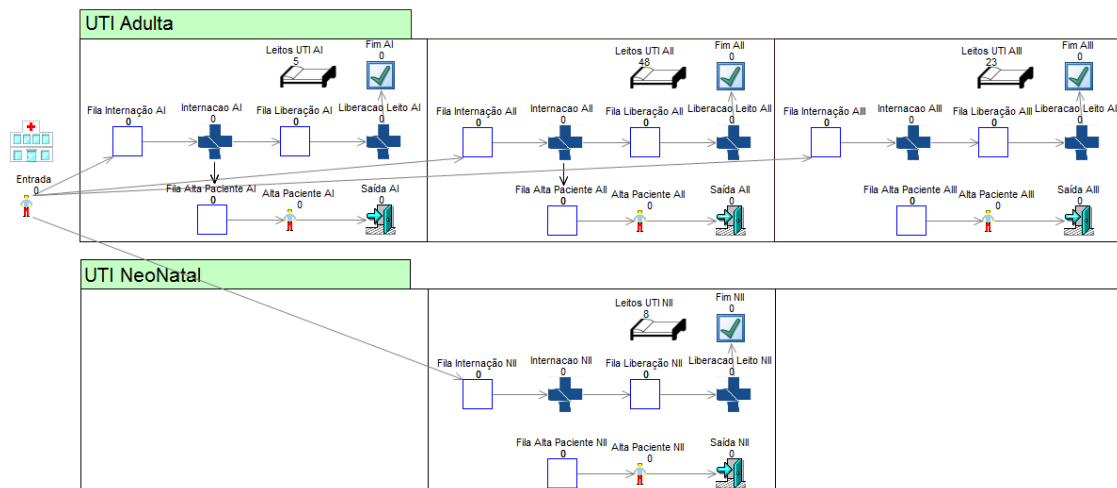 UTI Adulta
Leitos UTI AI
5
Fim AI
0
Fila Internação AI
0
Internacao AI
0
Fila Liberação AI
0
Liberacao Leito AI
0
Fila Alta Paciente AI
0
Alta Paciente AI
0
Saída AI
0
Leitos UTI AII
48
Fim AII
0
Fila Internação AII
0
Internacao AII
0
Fila Liberação AII
0
Liberacao Leito AII
0
Fila Alta Paciente AII
0
Alta Paciente AII
0
Saída AII
0
Leitos UTI AIII
23
Fim AIII
0
Fila Internação AIII
0
Internacao AIII
0
Fila Liberação AIII
0
Liberacao Leito AI
0
Fila Alta Paciente AIII
0
Alta Paciente AIII
0
Saída AIII
0
Entrada
0
UTI NeoNatal
Leitos UTI NII
8
Fim NII
0
Fila Internação NII
0
Internacao NII
0
Fila Liberação NII
0
Liberacao Leito NII
0
Fila Alta Paciente NII
0
Alta Paciente NII
0
Saída NII
0